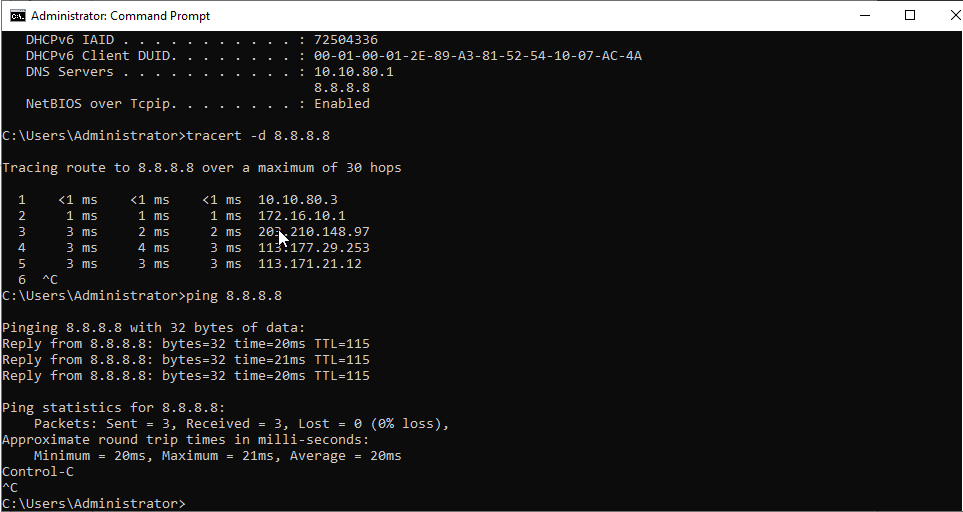 Administrator: Command Prompt
DHCPv6 IAID . . . . . . . . . . . : 72504336
DHCPv6 Client DUID. . . . . . . . : 00-01-00-01-2E-89-A3-81-52-54-10-07-AC-4A
DNS Servers . . . . . . . . . . . : 10.10.80.1
8.8.8.8
NetBIOS over Tcpip. . . . . . . . : Enabled
C:\Users\Administrator>tracert -d 8.8.8.8
Tracing route to 8.8.8.8 over a maximum of 30 hops
1 <1 ms <1 ms <1 ms 10.10.80.3
2 1 ms 1 ms 1 ms 172.16.10.1
3 3 ms 2 ms 2 ms 203.210.148.97
4 3 ms 4 ms 3 ms 113.177.29.253
5 3 ms 3 ms 3 ms 113.171.21.12
6 ^C
C:\Users\Administrator>ping 8.8.8.8
Pinging 8.8.8.8 with 32 bytes of data:
Reply from 8.8.8.8: bytes=32 time=20ms TTL=115
Reply from 8.8.8.8: bytes=32 time=21ms TTL=115
Reply from 8.8.8.8: bytes=32 time=20ms TTL=115
Ping statistics for 8.8.8.8:
Packets: Sent = 3, Received = 3, Lost = 0 (0% loss),
Approximate round trip times in milli-seconds:
Minimum = 20ms, Maximum = 21ms, Average = 20ms
Control-C
^C
C:\Users\Administrator>